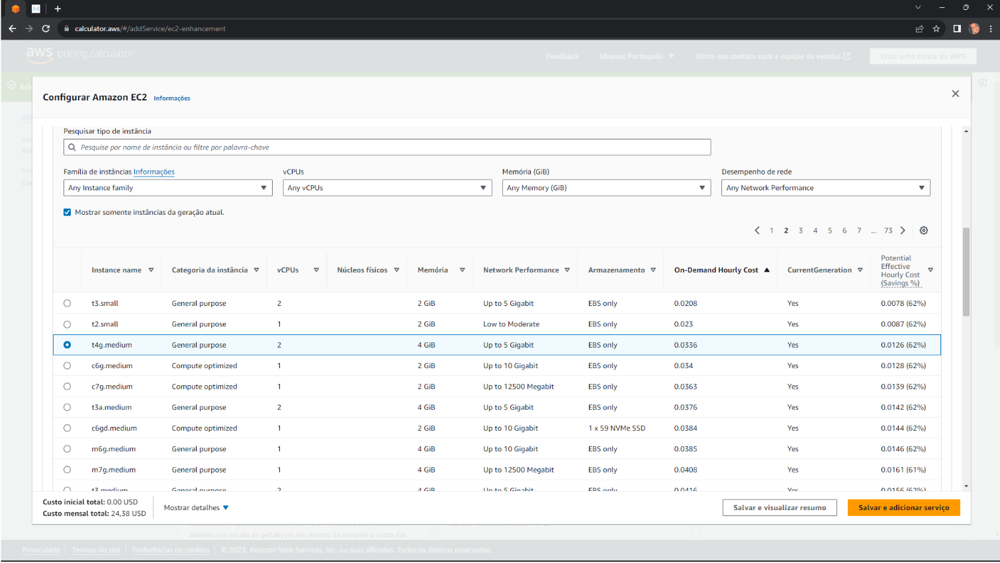 calculator.aws/#/addService/ec2-enhancement
aws pricing calculator
Feedback
Idioma: Português
Entre em contato com a equipe de vendas
Criar uma conta da AWS
Configurar Amazon EC2 Informações
Pesquisar tipo de instância
Pesquise por nome de instância ou filtre por palavra-chave
Família de instâncias Informações
vCPUs
Memória (GiB)
Desempenho de rede
Any Instance family
Any vCPUs
Any Memory (GiB)
Any Network Performance
Mostrar somente instâncias da geração atual.
1 2 3 4 5 6 7 ... 73
Instance name Categoria da instância vCPUs Núcleos físicos Memória Network Performance Armazenamento On-Demand Hourly Cost CurrentGeneration Potential Effective Hourly Cost (Savings %)
t3.small General purpose 2 2 GiB Up to 5 Gigabit EBS only 0.0208 Yes 0.0078 (62%)
t2.small General purpose 1 2 GiB Low to Moderate EBS only 0.023 Yes 0.0087 (62%)
t4g.medium General purpose 2 4 GiB Up to 5 Gigabit EBS only 0.0336 Yes 0.0126 (62%)
c6g.medium Compute optimized 1 2 GiB Up to 10 Gigabit EBS only 0.034 Yes 0.0128 (62%)
c7g.medium Compute optimized 1 2 GiB Up to 12500 Megabit EBS only 0.0363 Yes 0.0139 (62%)
t3a.medium General purpose 2 4 GiB Up to 5 Gigabit EBS only 0.0376 Yes 0.0142 (62%)
c6gd.medium Compute optimized 1 2 GiB Up to 10 Gigabit 1 x 59 NVMe SSD 0.0384 Yes 0.0144 (62%)
m6g.medium General purpose 1 4 GiB Up to 10 Gigabit EBS only 0.0385 Yes 0.0146 (62%)
m7g.medium General purpose 1 4 GiB Up to 12500 Megabit EBS only 0.0408 Yes 0.0161 (61%)
t3.medium General purpose 2 4 GiB Up to 5 Gigabit EBS only 0.0416 Yes 0.0156 (62%)
Custo inicial total: 0.00 USD
Custo mensal total: 24,38 USD
Mostrar detalhes
Salvar e visualizar resumo
Salvar e adicionar serviço
análises em escala de petabytes em menos da metade o custo das
Privacidade Termos do site Preferências de cookies © 2023, Amazon Web Services, Inc. ou suas afiliadas. Todos os direitos reservados.